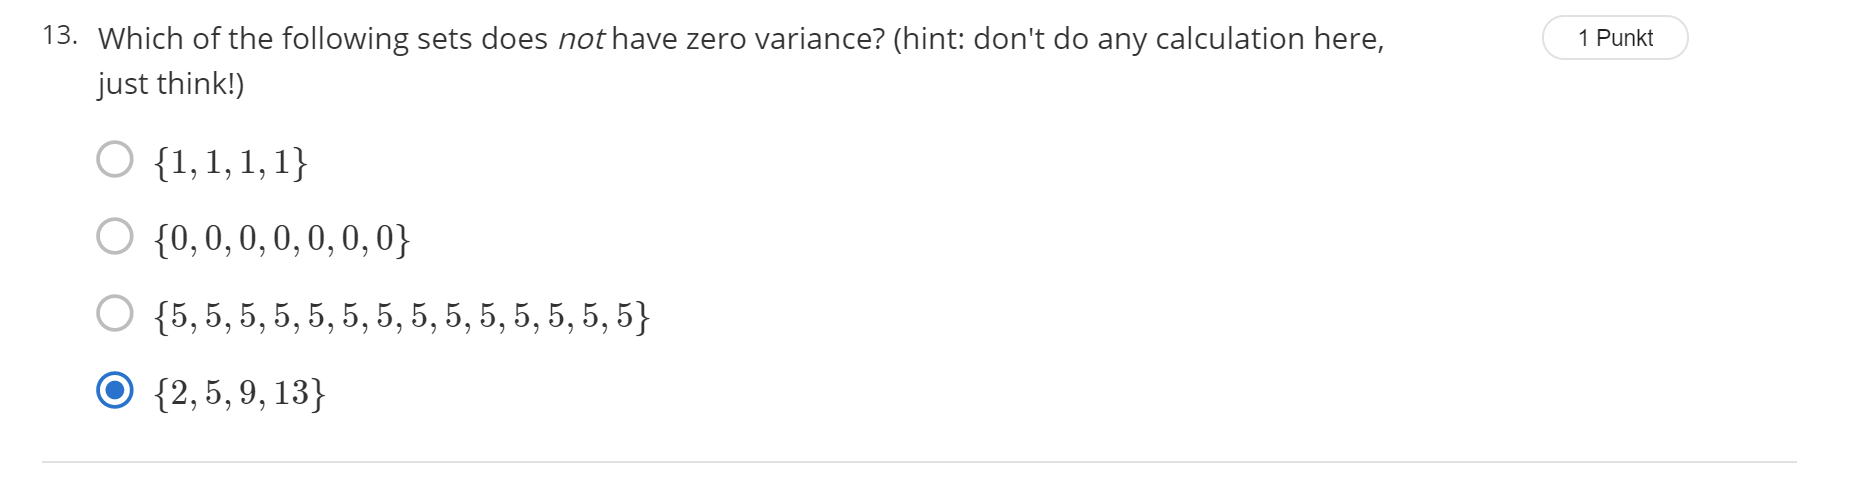 13. Which of the following sets does not have zero variance? (hint: don't do any calculation here, 1 Punkt
just think!)
{1, 1, 1, 1}
{0, 0, 0, 0, 0, 0, 0}
{5, 5, 5, 5, 5, 5, 5, 5, 5, 5, 5, 5, 5, 5}
{2, 5, 9, 13}